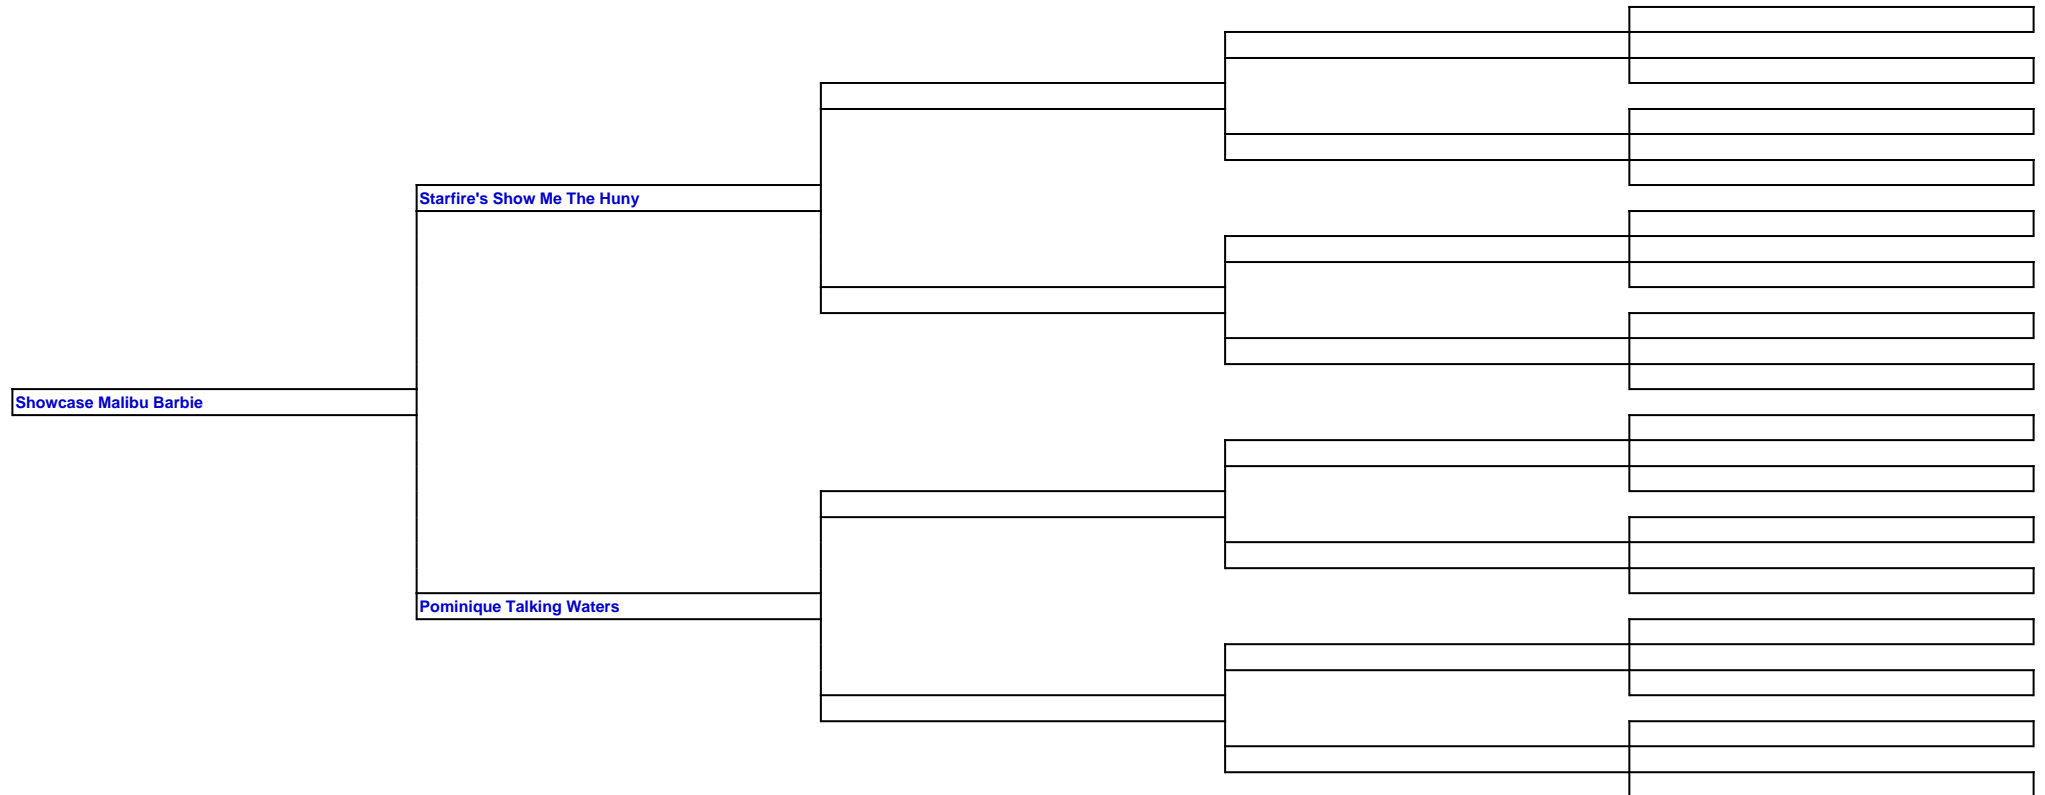 Starfire's Show Me The Huny
Showcase Malibu Barbie
Pominique Talking Waters